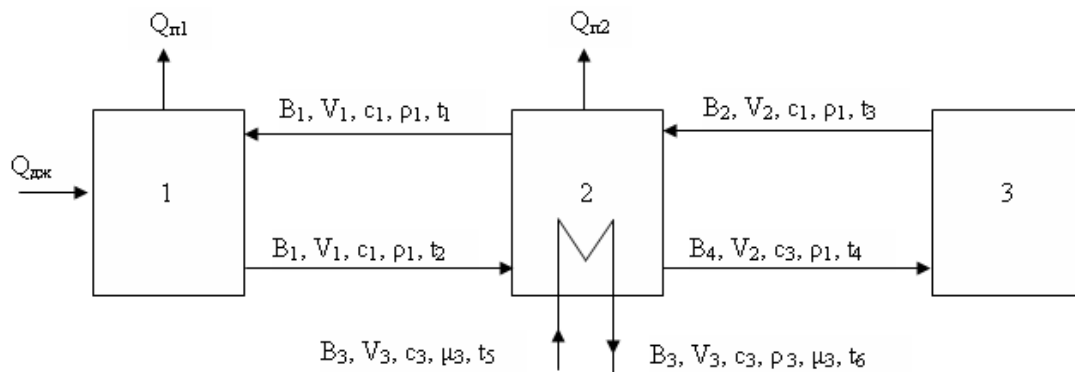 Qп1
Qп2
B1, V1, c1, ρ1, t1
B2, V2, c1, ρ1, t3
Qдж
1
2
3
B1, V1, c1, ρ1, t2
B4, V2, c3, ρ1, t4
B3, V3, c3, μ3, t5
B3, V3, c3, ρ3, μ3, t6